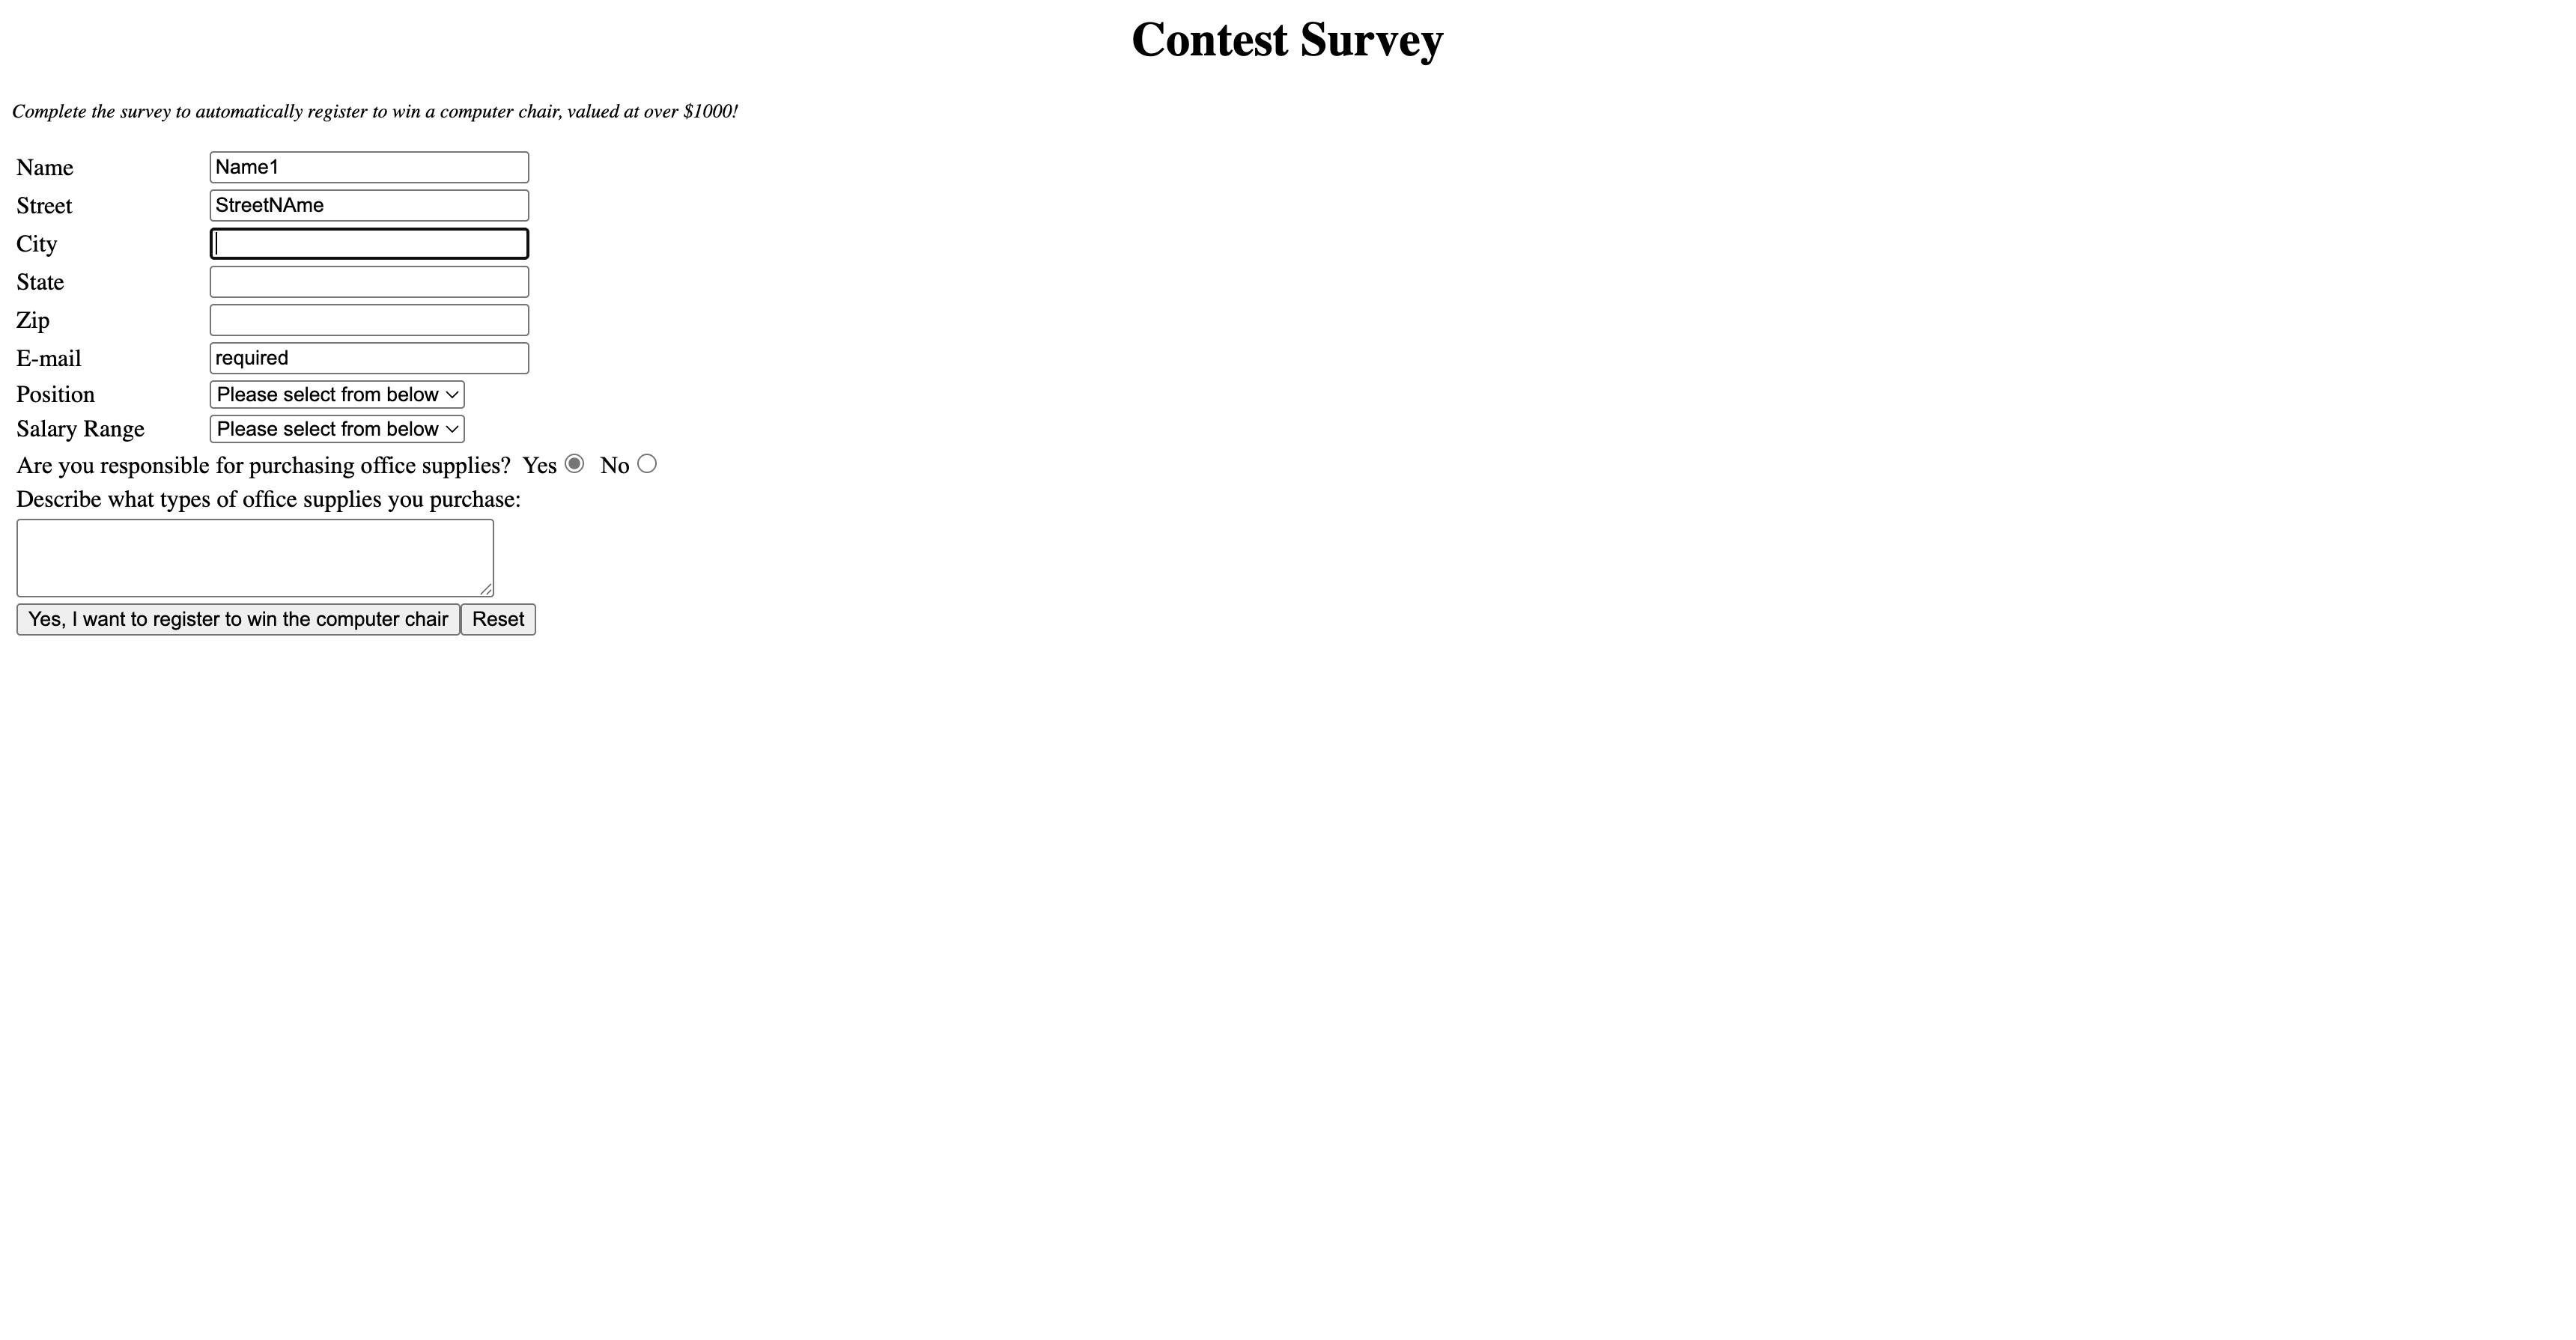 Contest Survey
Complete the survey to automatically register to win a computer chair, valued at over $1000!
Name Name1
Street StreetNAme
City
State
Zip
E-mail required
Position Please select from below
Salary Range Please select from below
Are you responsible for purchasing office supplies? Yes No
Describe what types of office supplies you purchase:
Yes, I want to register to win the computer chair Reset